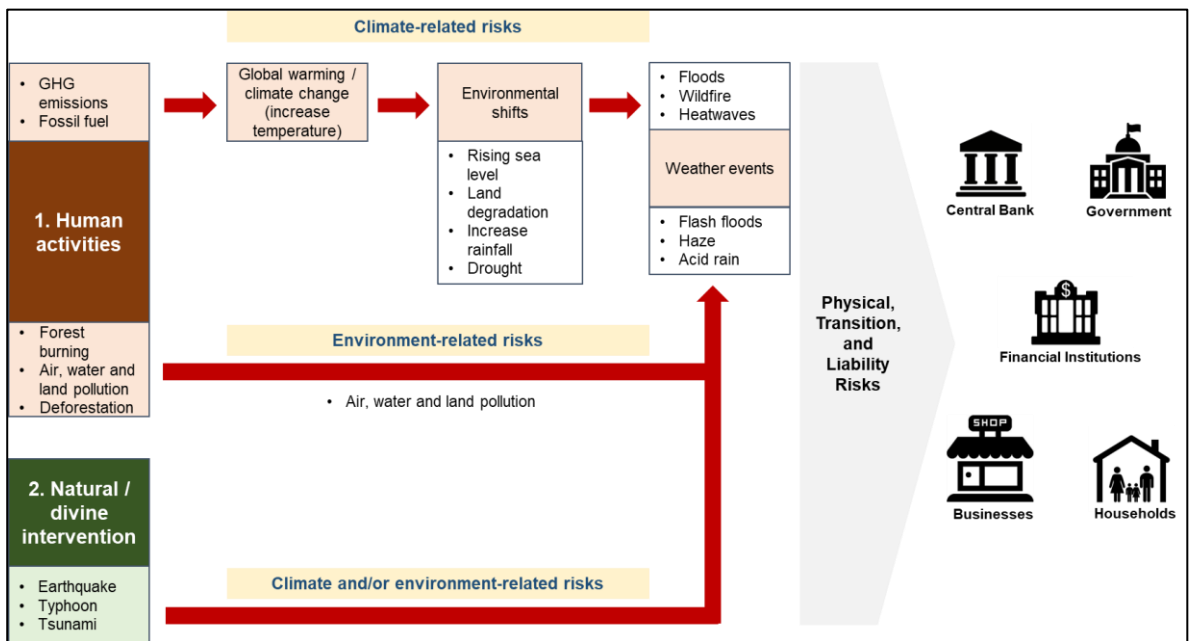 Climate-related risks
• GHG
emissions
• Fossil fuel
1. Human
activities
• Forest
burning
• Air, water and
land pollution
• Deforestation
Global warming /
climate change
(increase
temperature)
Environmental
shifts
• Rising sea
level
• Land
degradation
• Increase
rainfall
• Drought
• Floods
• Wildfire
• Heatwaves
Weather events
• Flash floods
• Haze
• Acid rain
Environment-related risks
• Air, water and land pollution
2. Natural /
divine
intervention
• Earthquake
• Typhoon
• Tsunami
Climate and/or environment-related risks
Physical,
Transition,
and
Liability
Risks
Central Bank
Government
$
Financial Institutions
SHOP
Businesses
Households